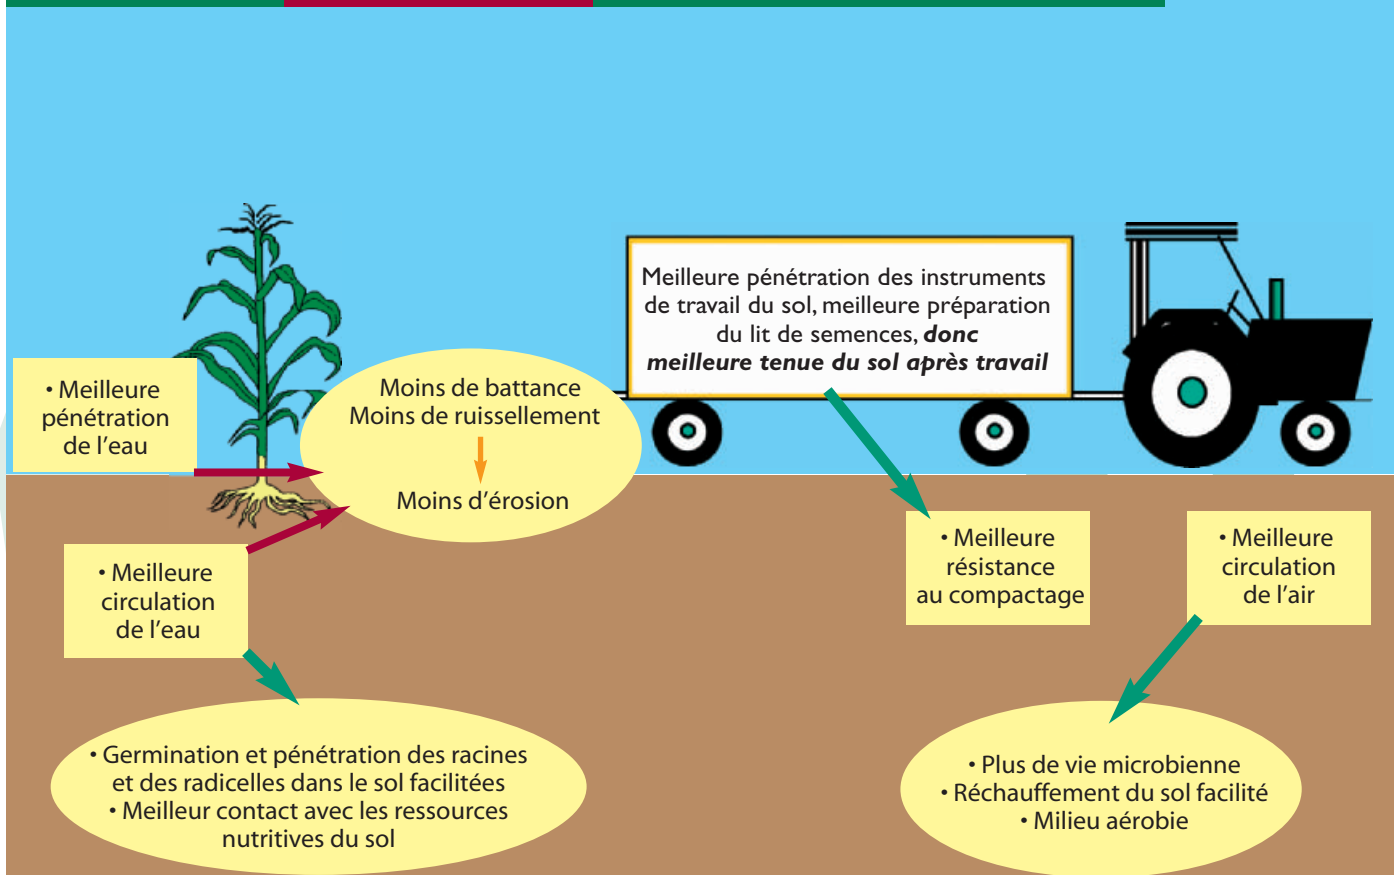 Meilleure pénétration des instruments
de travail du sol, meilleure préparation
du lit de semences, donc
meilleure tenue du sol après travail
• Meilleure
pénétration
de l’eau
Moins de battance
Moins de ruissellement
Moins d’érosion
• Meilleure
circulation
de l’eau
• Meilleure
résistance
au compactage
• Meilleure
circulation
de l’air
• Germination et pénétration des racines
et des radicelles dans le sol facilitées
• Meilleur contact avec les ressources
nutritives du sol
• Plus de vie microbienne
• Réchauffement du sol facilité
• Milieu aérobie